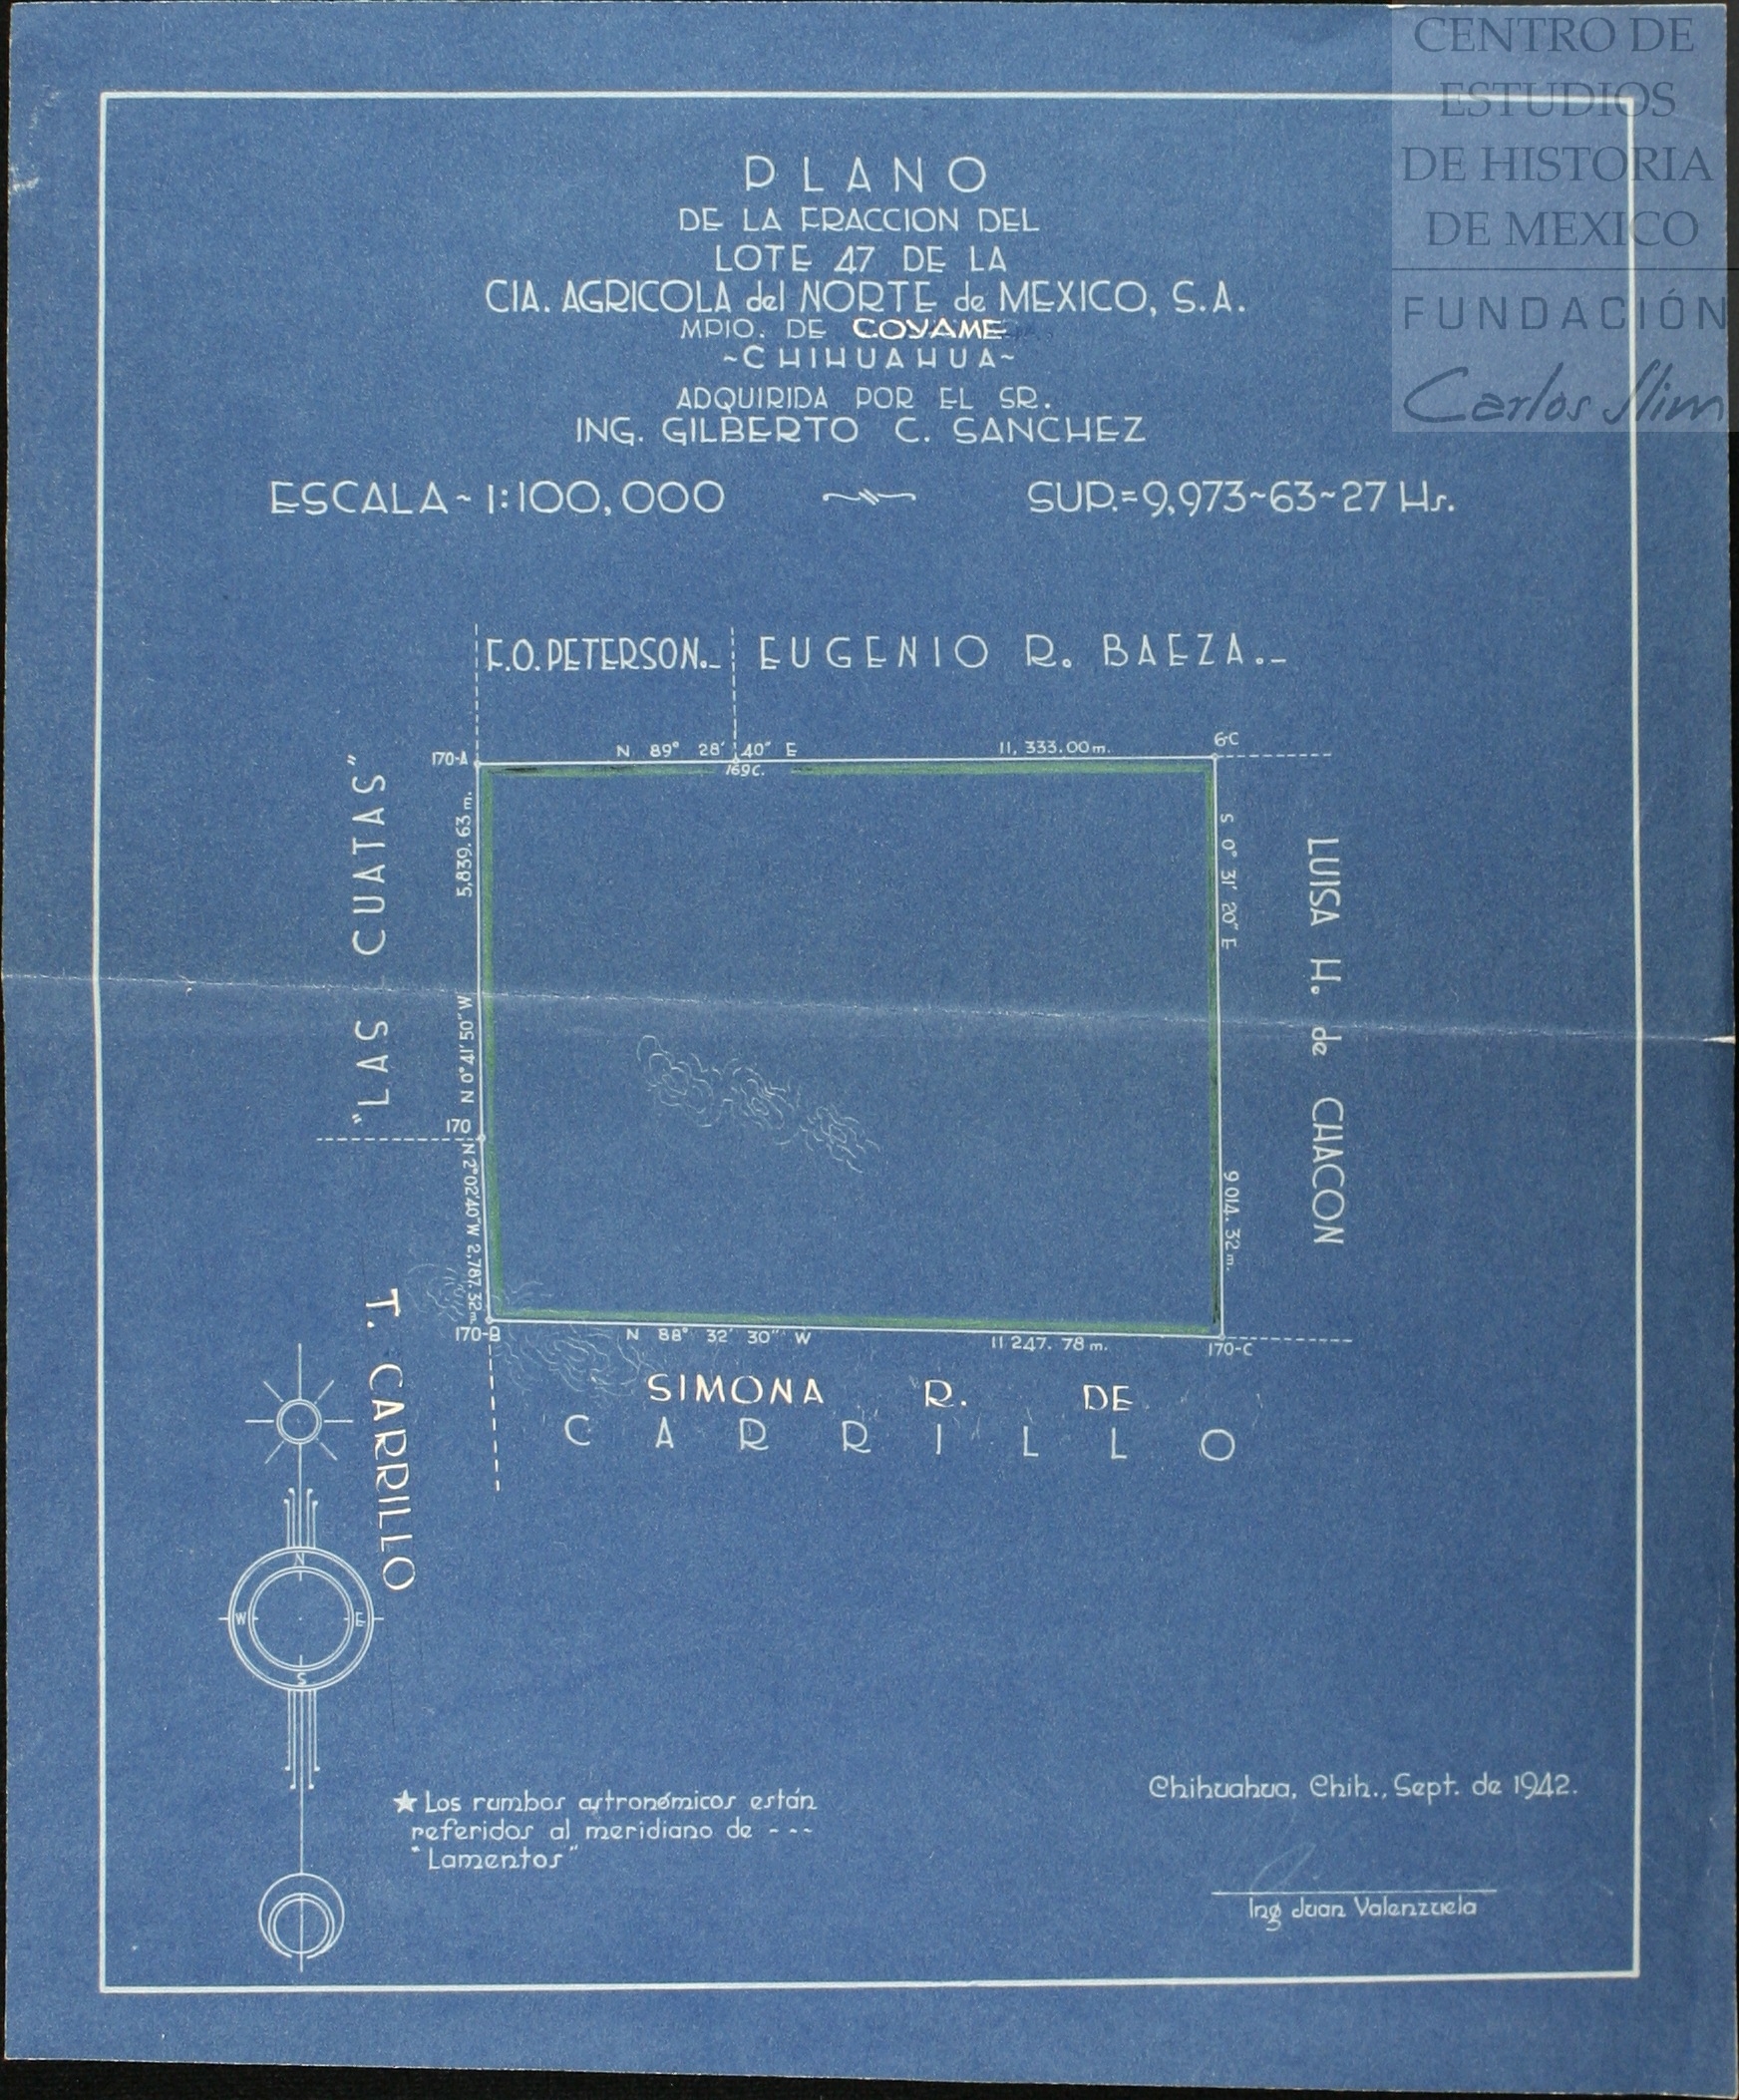 CENTRO DE
ESTUDIOS
DE HISTORIA
DE MEXICO
FUNDACIÓN
Carlos Slim
PLANO
DE LA FRACCION DEL
LOTE 47 DE LA
CIA. AGRICOLA del NORTE de MEXICO, S.A.
MPIO. DE COYAME
~CHIHUAHUA~
ADQUIRIDA POR EL SR.
ING. GILBERTO C. SANCHEZ
ESCALA~1:100,000
SUP.=9,973~63~27 Hs.
F.O. PETERSON._
EUGENIO R. BAEZA._
170-A
N 89° 28' 40" E
11,333.00m.
6-C
169C.
"LAS CUATAS"
5,839.63 m.
N 0° 41' 50" W
170
N 2° 02' 40" W 2.787.32m.
170-B
S 0° 31' 20" E
9 014. 32m.
LUISA H. de CHACON
N 88° 32' 30" W
11 247. 78 m.
170-C
SIMONA R. DE
CARRILLO
T. CARRILLO
N
W
E
S
★ Los rumbos astronómicos están
referidos al meridiano de ---
"Lamentos"
Chihuahua, Chih., Sept. de 1942.
Ing Juan Valenzuela